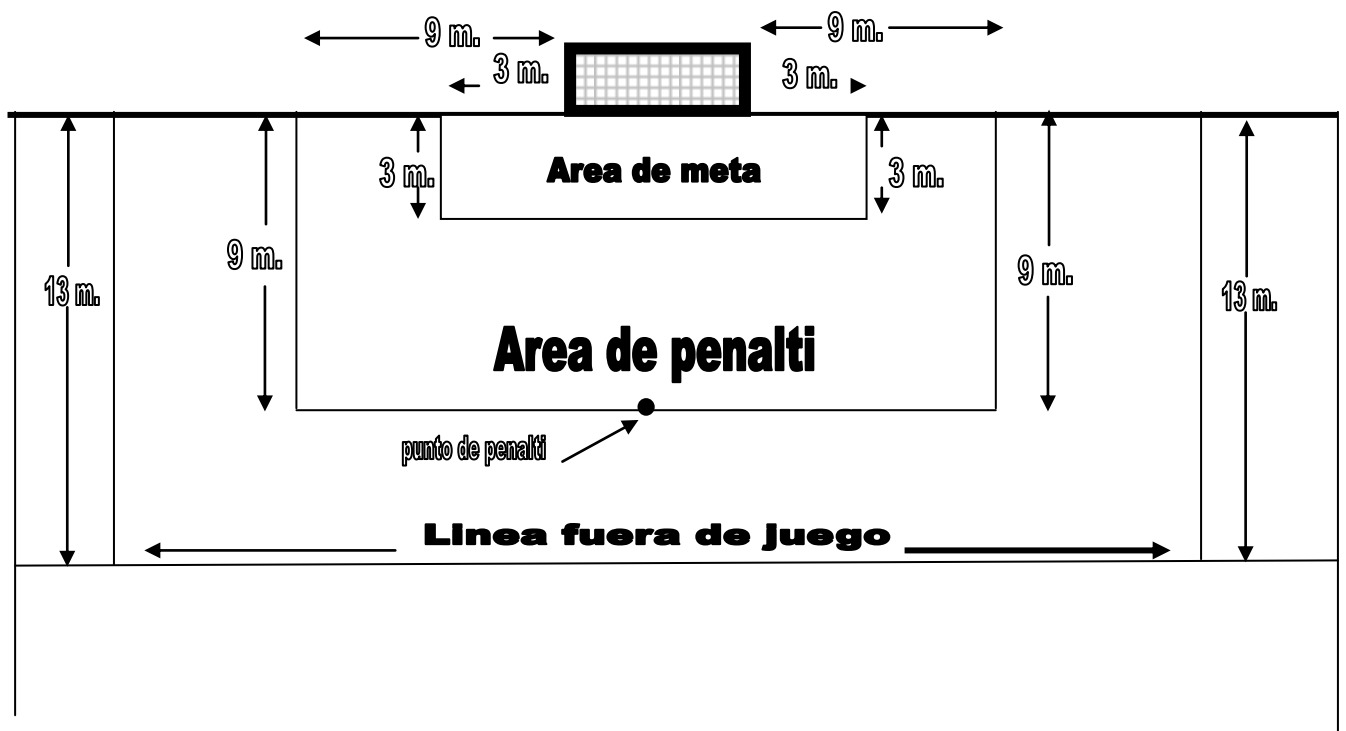 9 m.
9 m.
3 m.
3 m.
Area de meta
3 m.
3 m.
9 m.
9 m.
13 m.
13 m.
Area de penalti
punto de penalti
Linea fuera de juego